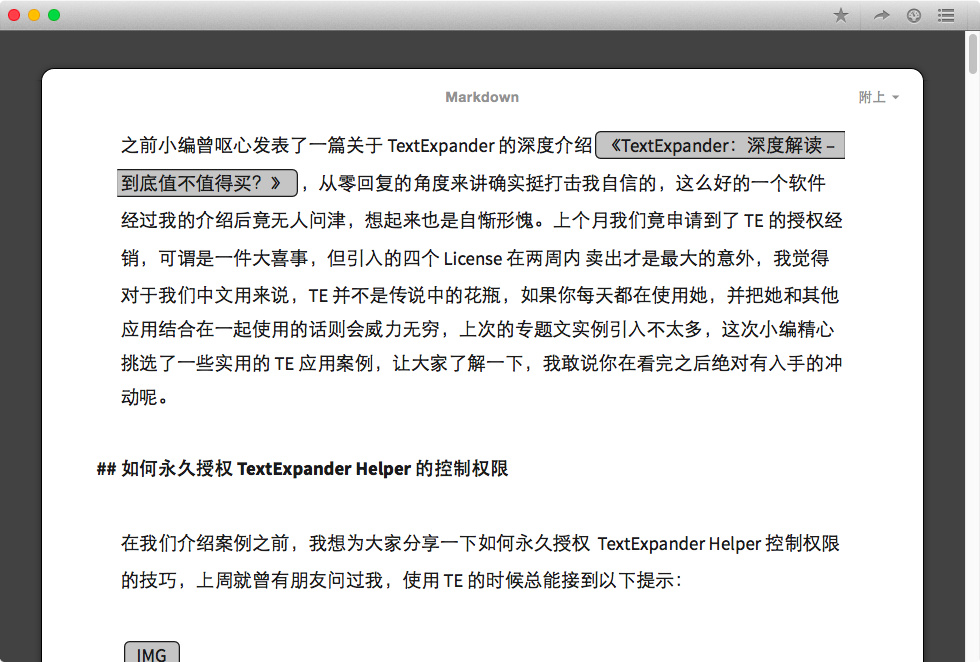 Markdown
附上
之前小编曾呕心发表了一篇关于 TextExpander 的深度介绍 《TextExpander：深度解读 –
到底值不值得买？》 ，从零回复的角度来讲确实挺打击我自信的，这么好的一个软件
经过我的介绍后竟无人问津，想起来也是自惭形愧。上个月我们竟申请到了 TE 的授权经
销，可谓是一件大喜事，但引入的四个 License 在两周内 卖出才是最大的意外，我觉得
对于我们中文用来说，TE 并不是传说中的花瓶，如果你每天都在使用她，并把她和其他
应用结合在一起使用的话则会威力无穷，上次的专题文实例引入不太多，这次小编精心
挑选了一些实用的 TE 应用案例，让大家了解一下，我敢说你在看完之后绝对有入手的冲
动呢。
## 如何永久授权 TextExpander Helper 的控制权限
在我们介绍案例之前，我想为大家分享一下如何永久授权 TextExpander Helper 控制权限
的技巧，上周就曾有朋友问过我，使用 TE 的时候总能接到以下提示：
IMG